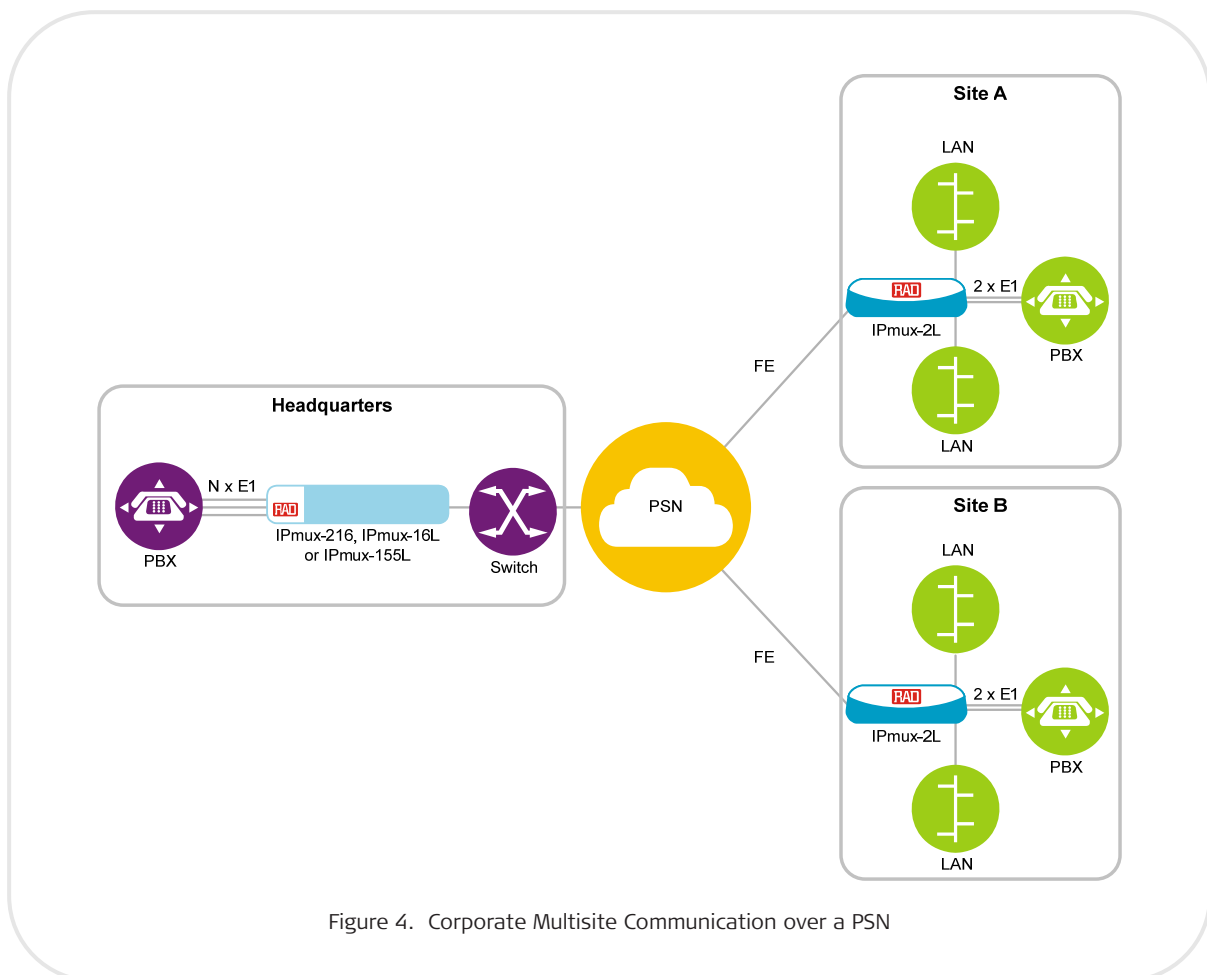 Headquarters
N x E1
RAD
PBX
IPmux-216, IPmux-16L
or IPmux-155L
Switch
PSN
FE
FE
Site A
LAN
RAD
2 x E1
IPmux-2L
PBX
LAN
Site B
LAN
RAD
2 x E1
IPmux-2L
PBX
LAN
Figure 4. Corporate Multisite Communication over a PSN